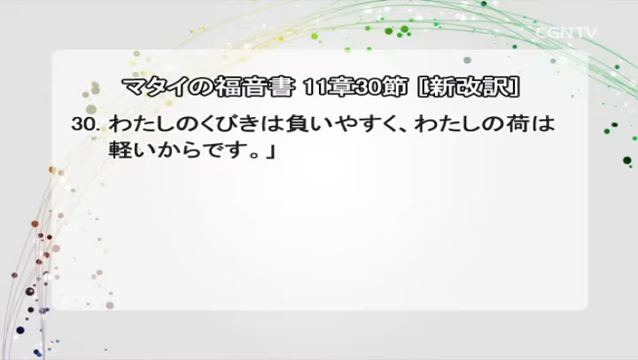 CGNTV
マタイの福音書 11章30節 [新改訳]
30. わたしのくびきは負いやすく、わたしの荷は
軽いからです。」